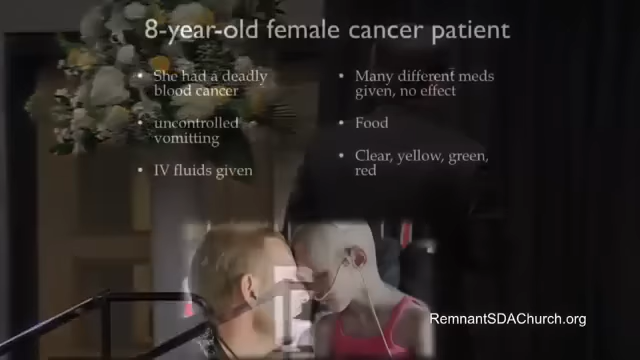 8-year-old female cancer patient
• She had a deadly
blood cancer
• uncontrolled
vomitting
• IV fluids given
• Many different meds
given, no effect
• Food
• Clear, yellow, green,
red
RemnantSDAChurch.org